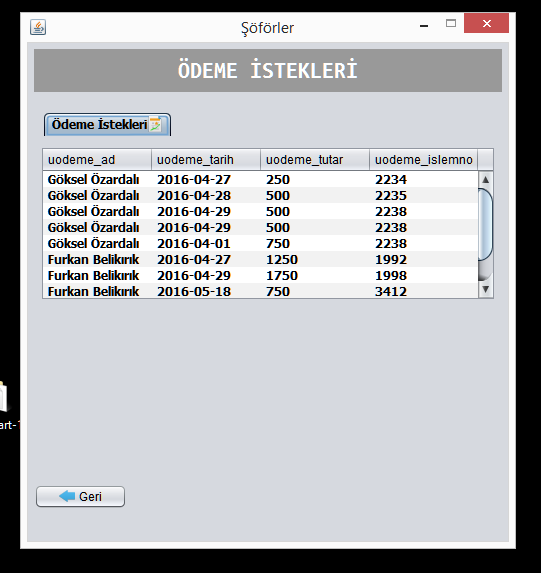 Şöförler
ÖDEME İSTEKLERİ
Ödeme İstekleri
uodeme_ad uodeme_tarih uodeme_tutar uodeme_islemno
Göksel Özardalı 2016-04-27 250 2234
Göksel Özardalı 2016-04-28 500 2235
Göksel Özardalı 2016-04-29 500 2238
Göksel Özardalı 2016-04-29 500 2238
Göksel Özardalı 2016-04-01 750 2238
Furkan Belikırık 2016-04-27 1250 1992
Furkan Belikırık 2016-04-29 1750 1998
Furkan Belikırık 2016-05-18 750 3412
art-
Geri